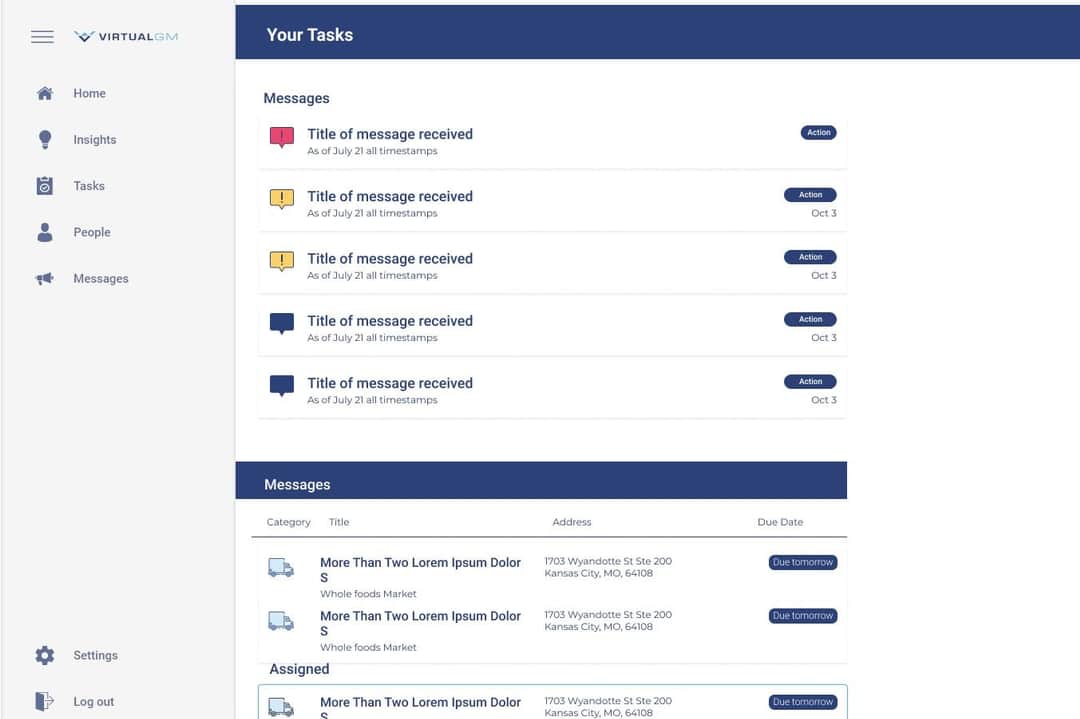 VIRTUALGM
Home
Insights
Tasks
People
Messages
Settings
Log out
Your Tasks
Messages
! Title of message received Action
As of July 21 all timestamps
! Title of message received Action
As of July 21 all timestamps Oct 3
! Title of message received Action
As of July 21 all timestamps Oct 3
Title of message received Action
As of July 21 all timestamps Oct 3
Title of message received Action
As of July 21 all timestamps Oct 3
Messages
Category Title Address Due Date
More Than Two Lorem Ipsum Dolor 1703 Wyandotte St Ste 200 Due tomorrow
S Kansas City, MO, 64108
Whole foods Market
More Than Two Lorem Ipsum Dolor 1703 Wyandotte St Ste 200 Due tomorrow
S Kansas City, MO, 64108
Whole foods Market
Assigned
More Than Two Lorem Ipsum Dolor 1703 Wyandotte St Ste 200 Due tomorrow
S Kansas City, MO, 64108